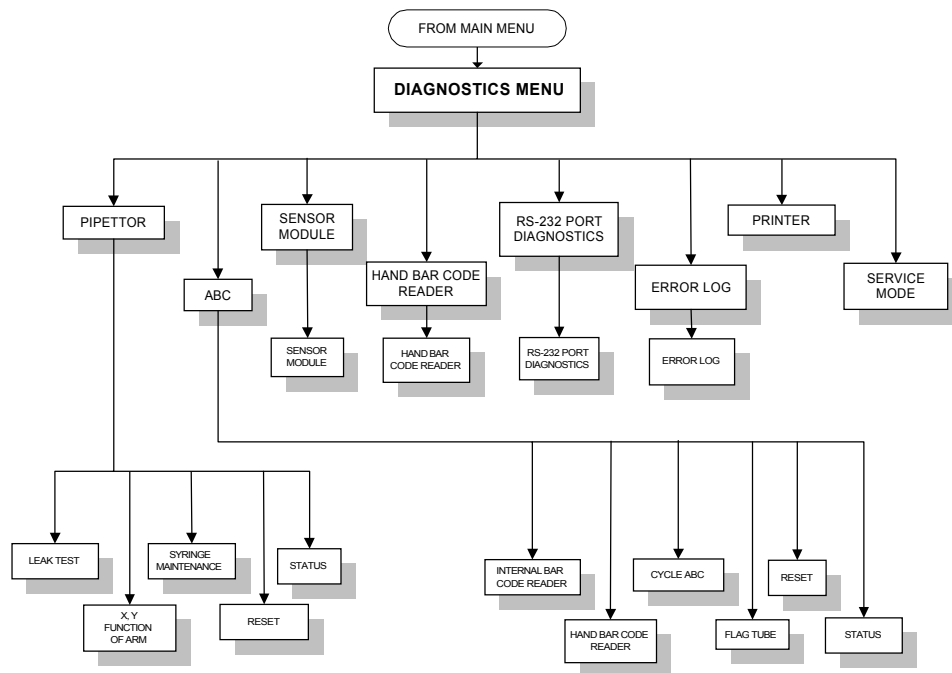 FROM MAIN MENU
DIAGNOSTICS MENU
PIPETTOR
ABC
SENSOR
MODULE
HAND BAR CODE
READER
RS-232 PORT
DIAGNOSTICS
ERROR LOG
PRINTER
SERVICE
MODE
SENSOR
MODULE
HAND BAR
CODE READER
RS-232 PORT
DIAGNOSTICS
ERROR LOG
LEAK TEST
X, Y
FUNCTION
OF ARM
SYRINGE
MAINTENANCE
RESET
STATUS
INTERNAL BAR
CODE READER
HAND BAR CODE
READER
CYCLE ABC
FLAG TUBE
RESET
STATUS